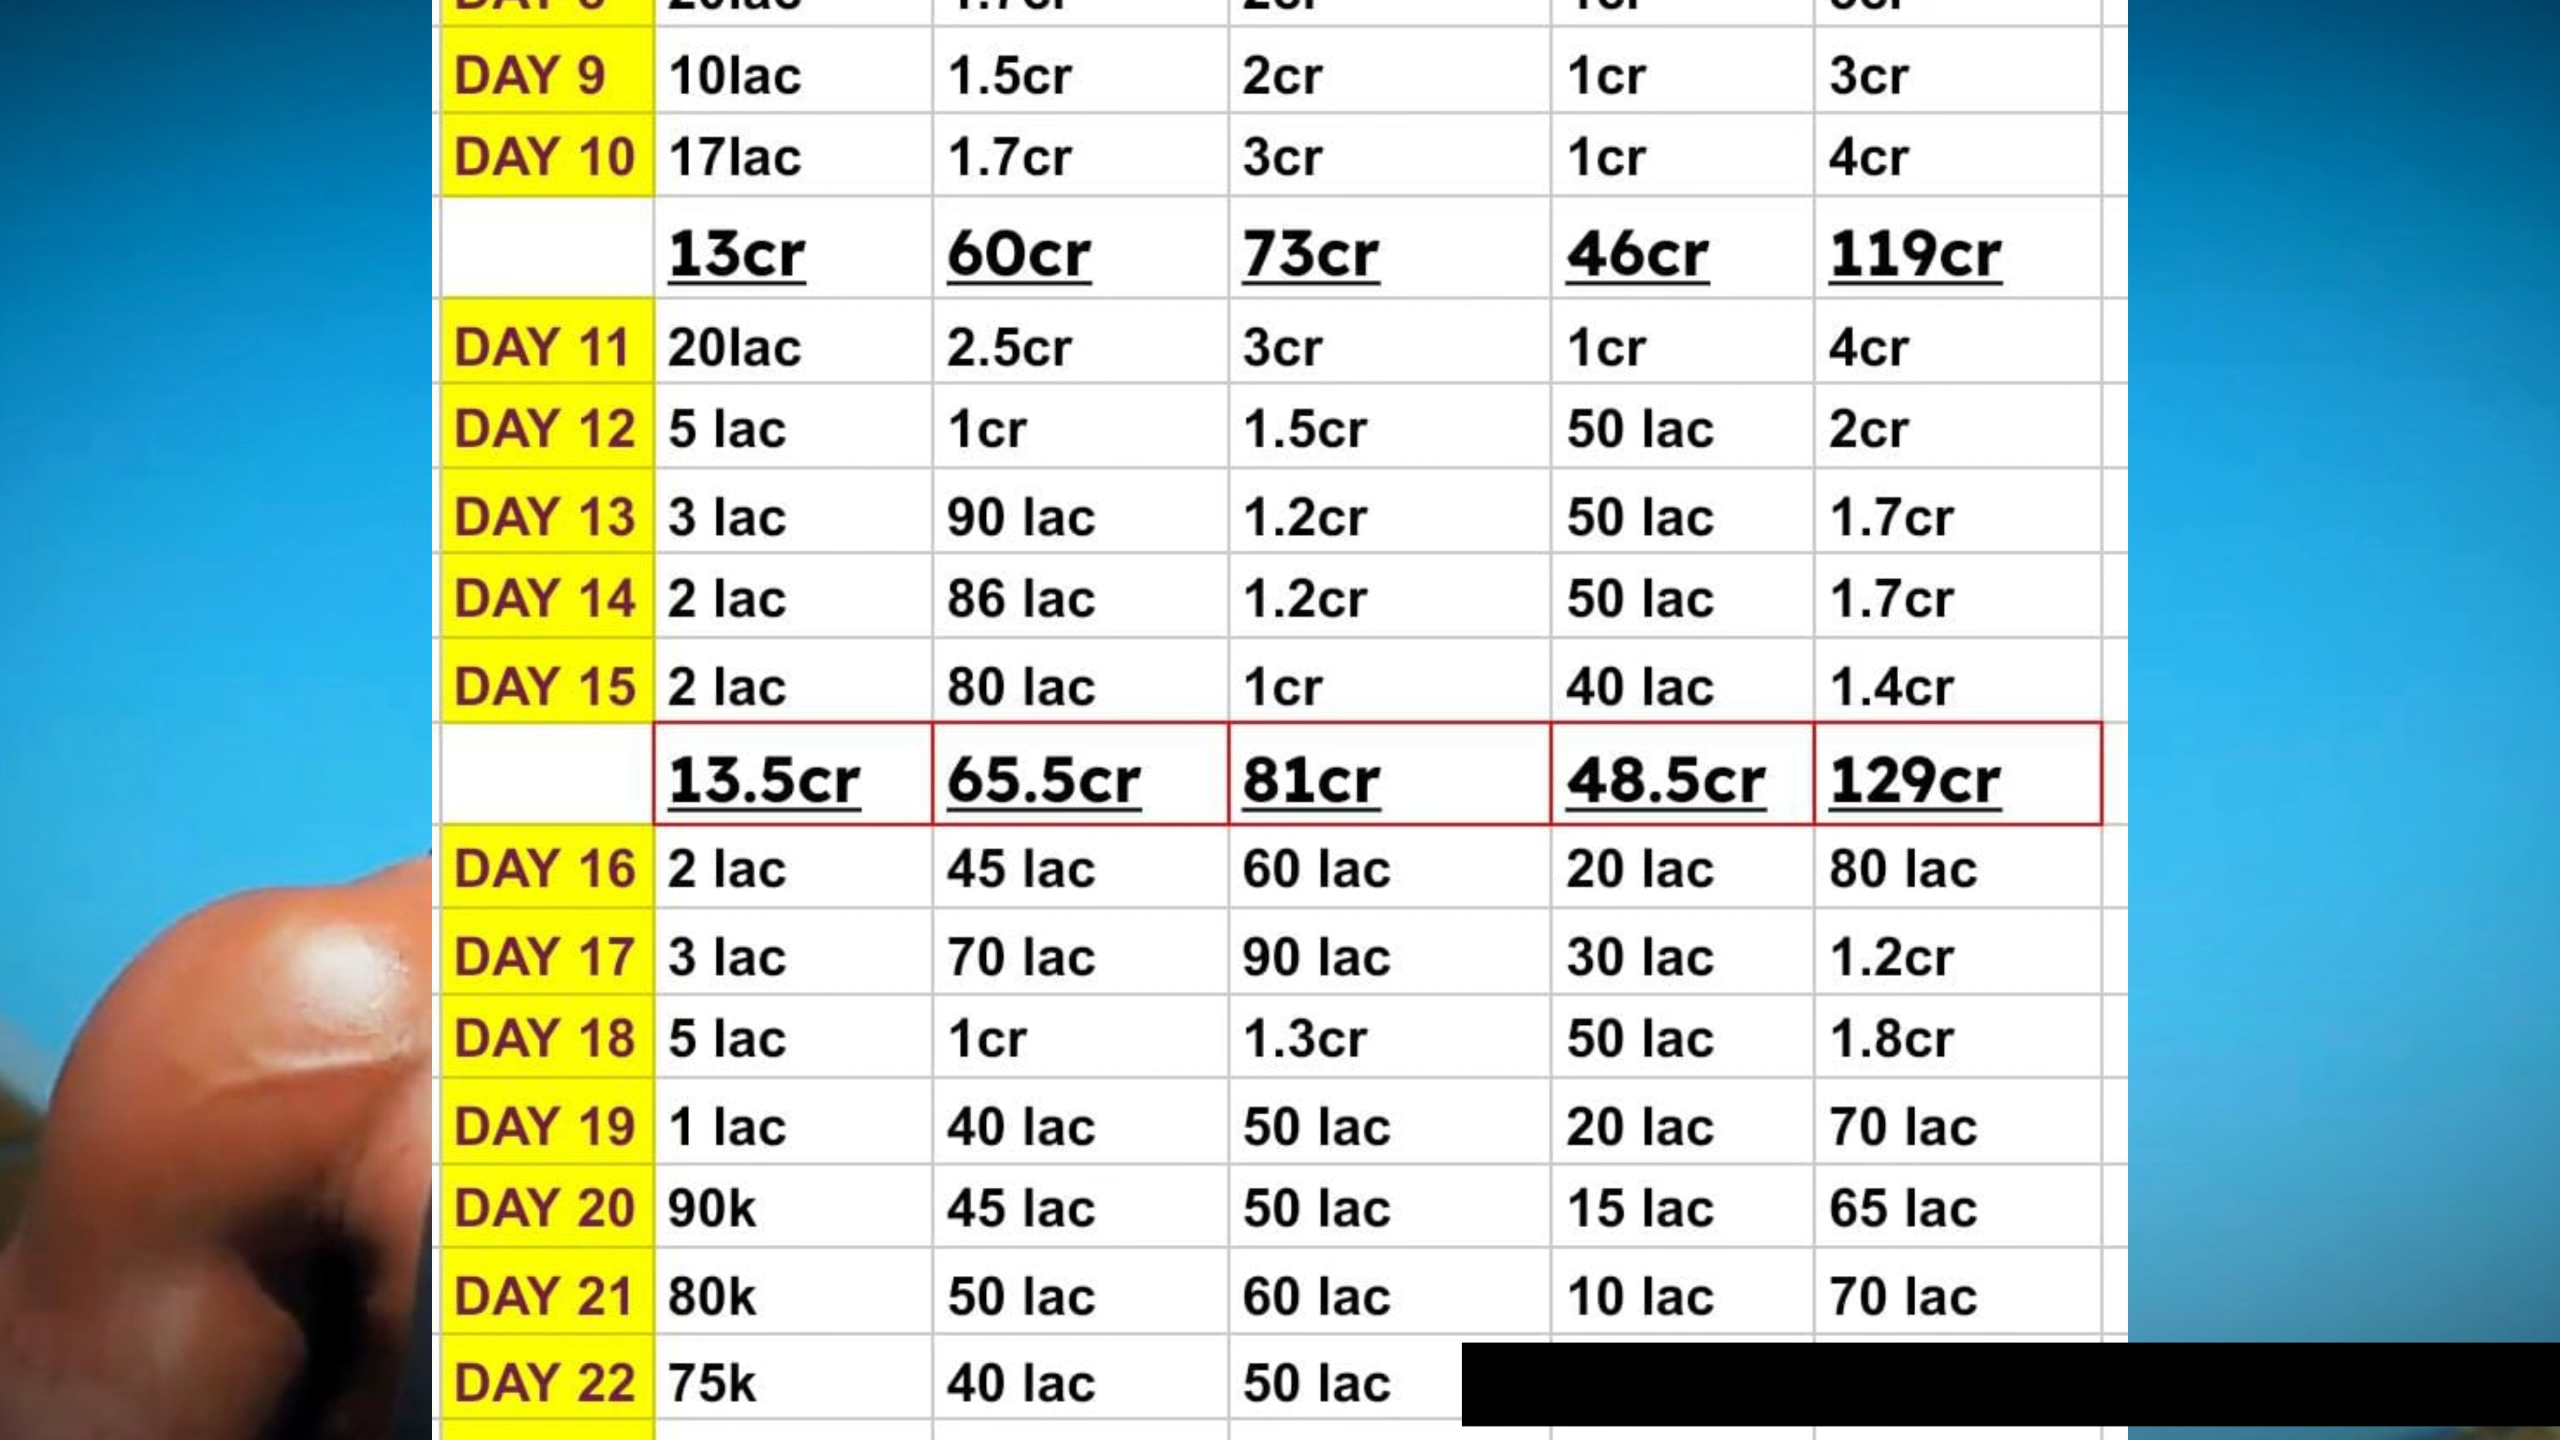 DAY 9 10lac 1.5cr 2cr 1cr 3cr
DAY 10 17lac 1.7cr 3cr 1cr 4cr
13cr 60cr 73cr 46cr 119cr
DAY 11 20lac 2.5cr 3cr 1cr 4cr
DAY 12 5 lac 1cr 1.5cr 50 lac 2cr
DAY 13 3 lac 90 lac 1.2cr 50 lac 1.7cr
DAY 14 2 lac 86 lac 1.2cr 50 lac 1.7cr
DAY 15 2 lac 80 lac 1cr 40 lac 1.4cr
13.5cr 65.5cr 81cr 48.5cr 129cr
DAY 16 2 lac 45 lac 60 lac 20 lac 80 lac
DAY 17 3 lac 70 lac 90 lac 30 lac 1.2cr
DAY 18 5 lac 1cr 1.3cr 50 lac 1.8cr
DAY 19 1 lac 40 lac 50 lac 20 lac 70 lac
DAY 20 90k 45 lac 50 lac 15 lac 65 lac
DAY 21 80k 50 lac 60 lac 10 lac 70 lac
DAY 22 75k 40 lac 50 lac